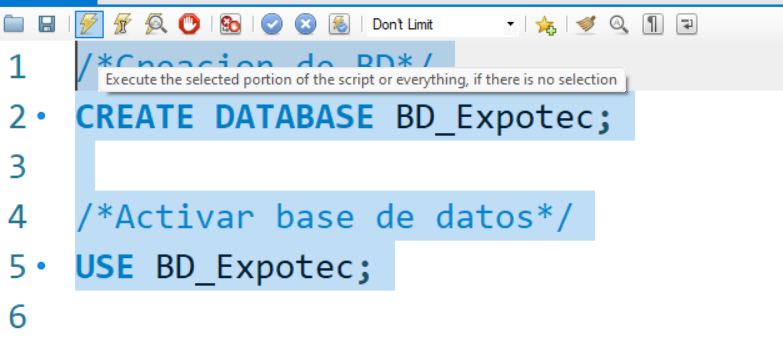 Don't Limit
1 /*Creacion de BD*/
Execute the selected portion of the script or everything, if there is no selection
2 CREATE DATABASE BD_Expotec;
3
4 /*Activar base de datos*/
5 USE BD_Expotec;
6